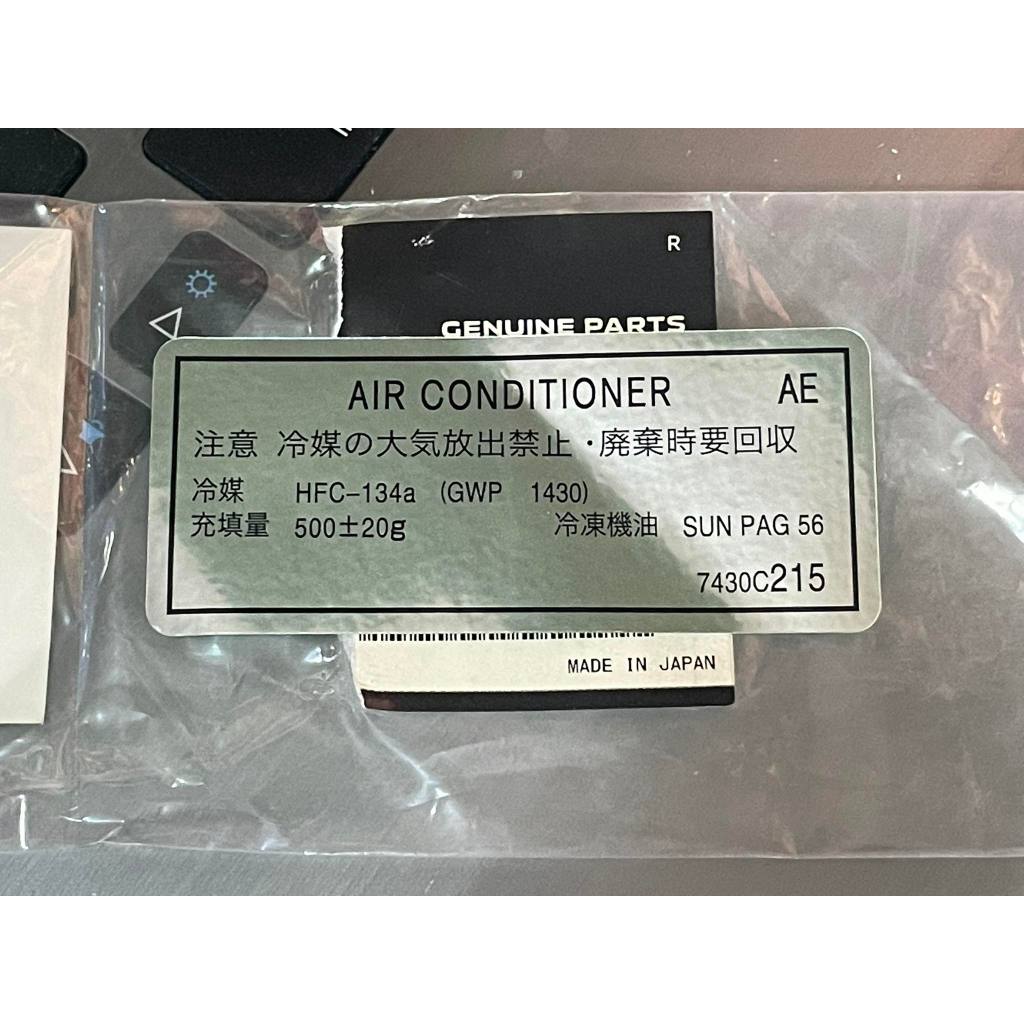 R
GENUINE PARTS
AIR CONDITIONER AE
注意 冷媒の大気放出禁止・廃棄時要回収
冷媒 HFC-134a (GWP 1430)
充填量 500±20g 冷凍機油 SUN PAG 56
7430C215
MADE IN JAPAN